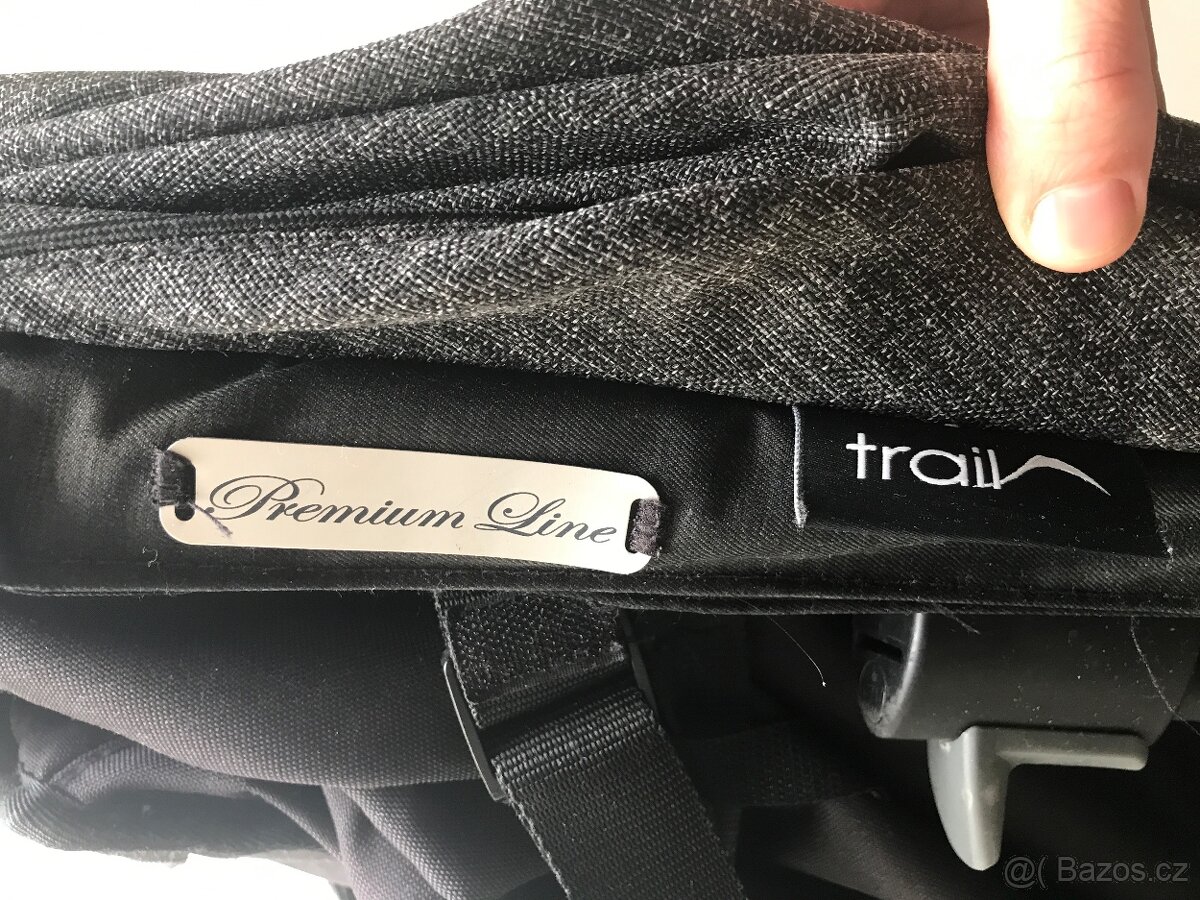 Premium Line
trail
@( Bazos.cz